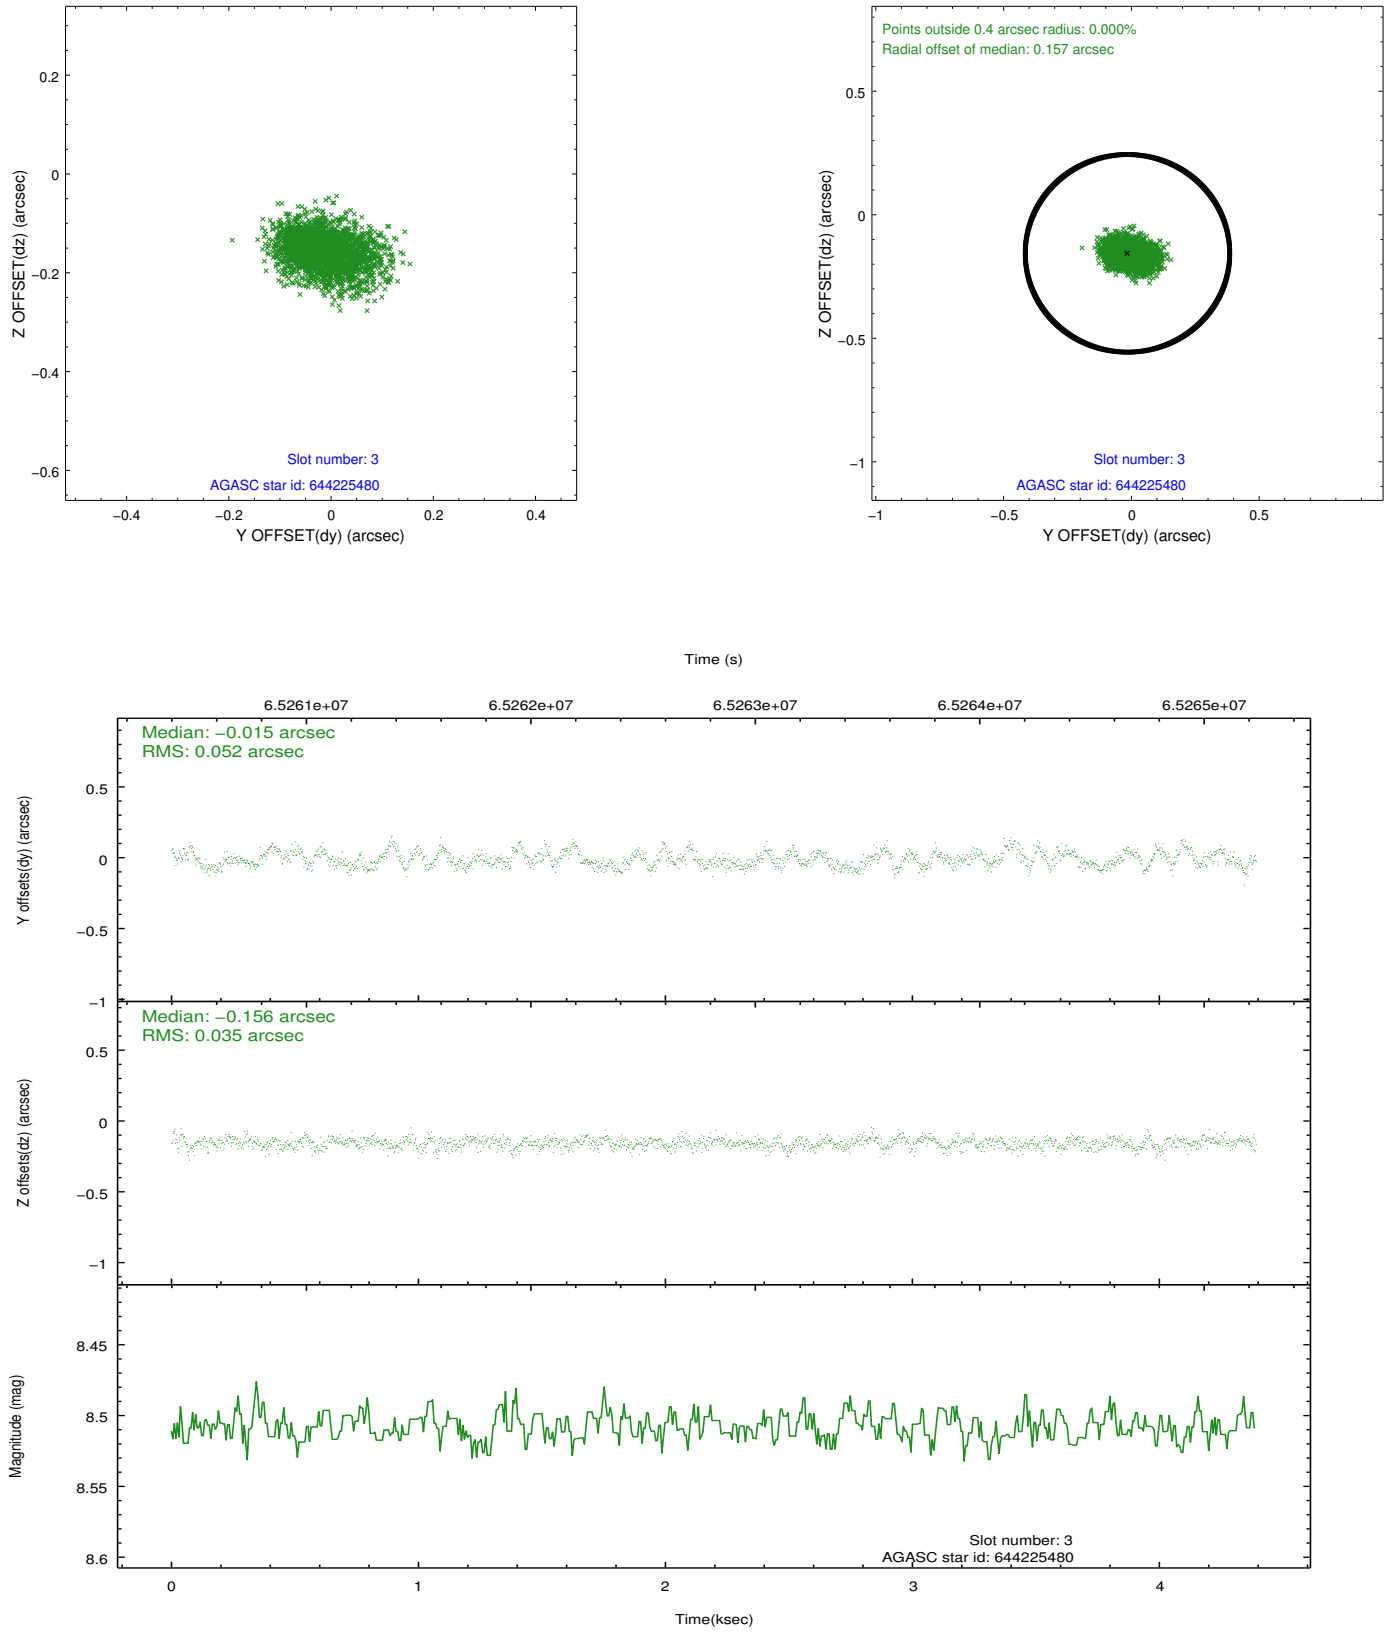 0.2
0
−0.2
−0.4
−0.6
Z OFFSET(dz) (arcsec)
Slot number: 3
AGASC star id: 644225480
−0.4
−0.2
0
0.2
0.4
Y OFFSET(dy) (arcsec)
Points outside 0.4 arcsec radius: 0.000%
Radial offset of median: 0.157 arcsec
0.5
0
−0.5
−1
Z OFFSET(dz) (arcsec)
Slot number: 3
AGASC star id: 644225480
−1
−0.5
0
0.5
Y OFFSET(dy) (arcsec)
Time (s)
6.5261e+07
6.5262e+07
6.5263e+07
6.5264e+07
6.5265e+07
Median: −0.015 arcsec
RMS: 0.052 arcsec
0.5
0
−0.5
−1
Y offsets(dy) (arcsec)
Median: −0.156 arcsec
RMS: 0.035 arcsec
0.5
0
−0.5
−1
Z offsets(dz) (arcsec)
8.45
8.5
8.55
8.6
Magnitude (mag)
Slot number: 3
AGASC star id: 644225480
0
1
2
3
4
Time(ksec)